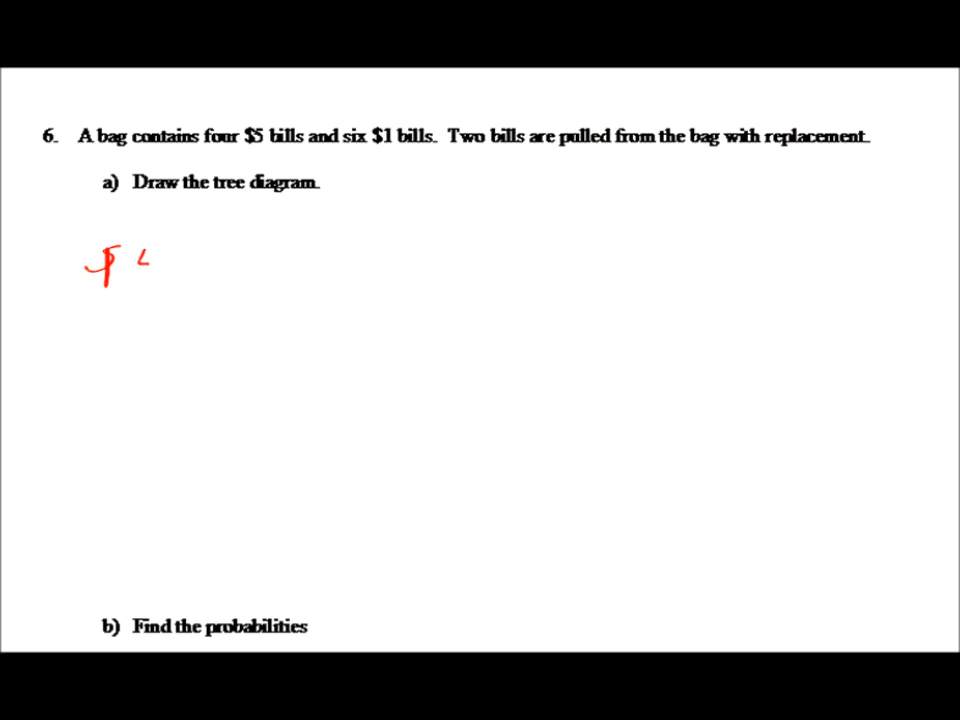 6. A bag contains four $5 bills and six $1 bills. Two bills are pulled from the bag with replacement.
a) Draw the tree diagram.
b) Find the probabilities